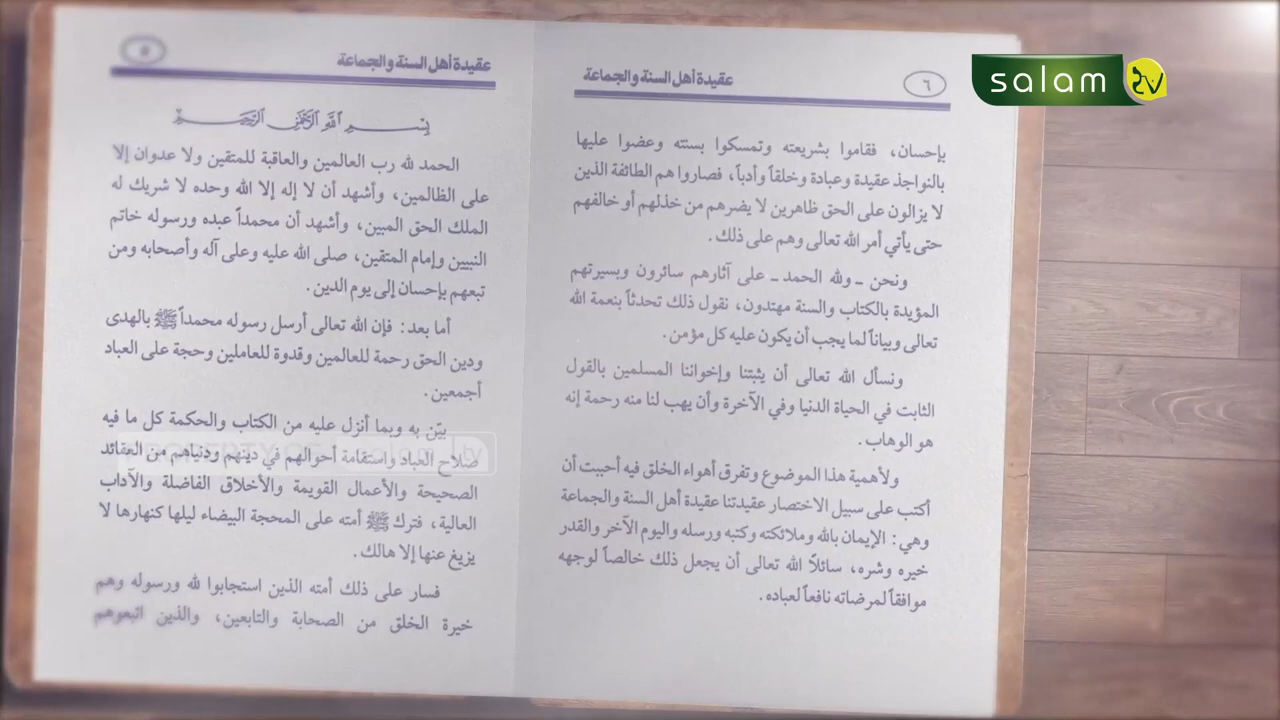 عقيدة أهل السنة والجماعة
٥
بسم الله الرحمن الرحيم
الحمد لله رب العالمين والعاقبة للمتقين ولا عدوان إلا
على الظالمين، وأشهد أن لا إله إلا الله وحده لا شريك له
الملك الحق المبين، وأشهد أن محمداً عبده ورسوله خاتم
النبيين وإمام المتقين، صلى الله عليه وعلى آله وأصحابه ومن
تبعهم بإحسان إلى يوم الدين.
أما بعد: فإن الله تعالى أرسل رسوله محمداً ﷺ بالهدى
ودين الحق رحمة للعالمين وقدوة للعاملين وحجة على العباد
أجمعين.
بيّن به وبما أنزل عليه من الكتاب والحكمة كل ما فيه
صلاح العباد واستقامة أحوالهم في دينهم ودنياهم من العقائد
الصحيحة والأعمال القويمة والأخلاق الفاضلة والآداب
العالية، فترك ﷺ أمته على المحجة البيضاء ليلها كنهارها لا
يزيغ عنها إلا هالك.
فسار على ذلك أمته الذين استجابوا لله ورسوله وهم
خيرة الخلق من الصحابة والتابعين، والذين اتبعوهم
عقيدة أهل السنة والجماعة
٦
بإحسان، فقاموا بشريعته وتمسكوا بسنته وعضوا عليها
بالنواجذ عقيدة وعبادة وخلقاً وأدباً، فصاروا هم الطائفة الذين
لا يزالون على الحق ظاهرين لا يضرهم من خذلهم أو خالفهم
حتى يأتي أمر الله تعالى وهم على ذلك.
ونحن ـ ولله الحمد ـ على آثارهم سائرون وبسيرتهم
المؤيدة بالكتاب والسنة مهتدون، نقول ذلك تحدثاً بنعمة الله
تعالى وبياناً لما يجب أن يكون عليه كل مؤمن.
ونسأل الله تعالى أن يثبتنا وإخواننا المسلمين بالقول
الثابت في الحياة الدنيا وفي الآخرة وأن يهب لنا منه رحمة إنه
هو الوهاب.
ولأهمية هذا الموضوع وتفرق أهواء الخلق فيه أحببت أن
أكتب على سبيل الاختصار عقيدتنا عقيدة أهل السنة والجماعة
وهي: الإيمان بالله وملائكته وكتبه ورسله واليوم الآخر والقدر
خيره وشره، سائلاً الله تعالى أن يجعل ذلك خالصاً لوجهه
موافقاً لمرضاته نافعاً لعباده.
salam tv